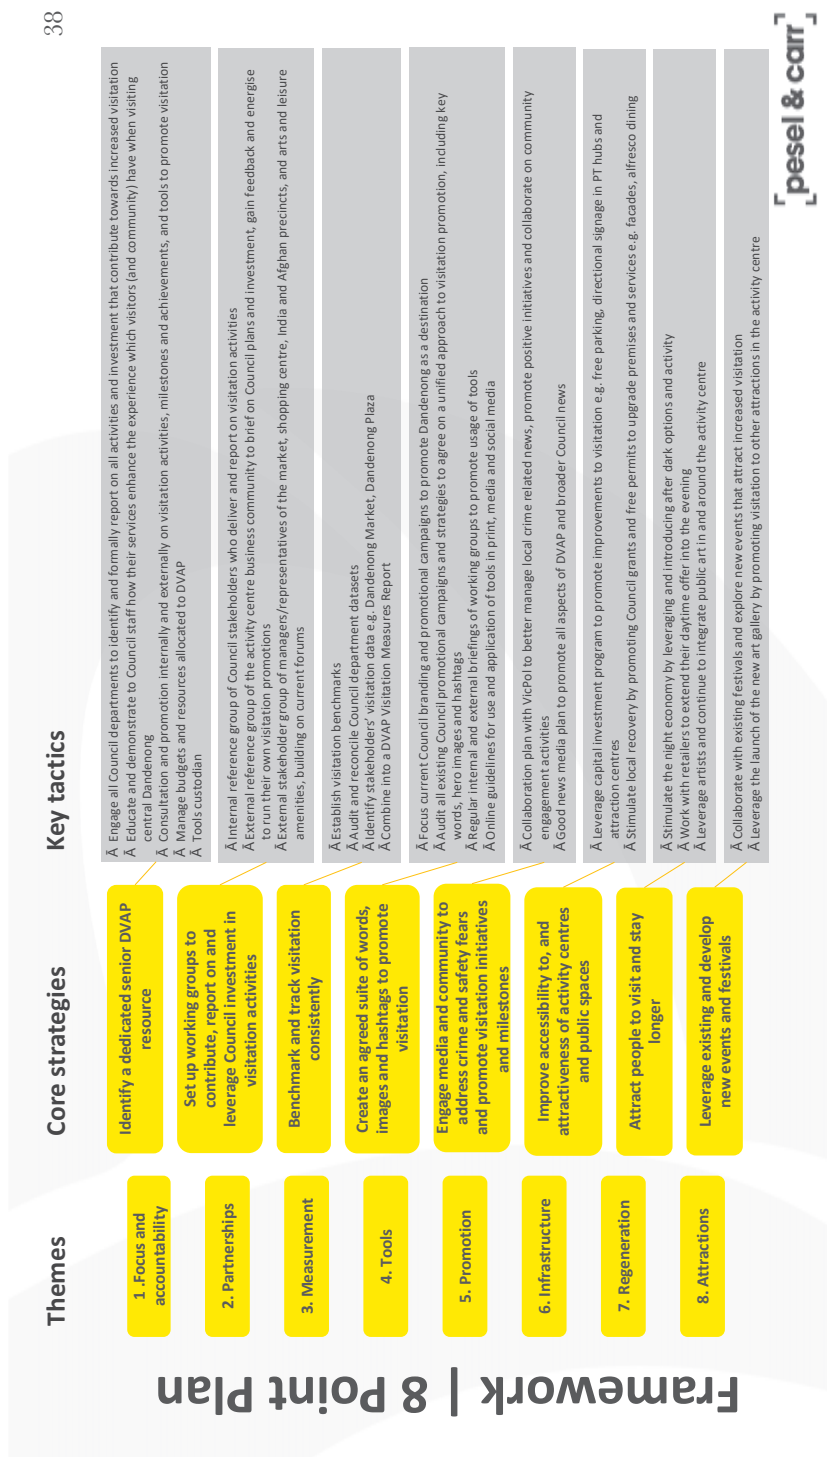 38
Framework | 8 Point Plan
Themes
Core strategies
Key tactics
1 .Focus and
accountability
Identify a dedicated senior DVAP
resource
Ä Engage all Council departments to identify and formally report on all activities and investment that contribute towards increased visitation
Ä Educate and demonstrate to Council staff how their services enhance the experience which visitors (and community) have when visiting
central Dandenong
Ä Consultation and promotion internally and externally on visitation activities, milestones and achievements, and tools to promote visitation
Ä Manage budgets and resources allocated to DVAP
Ä Tools custodian
2. Partnerships
Set up working groups to
contribute, report on and
leverage Council investment in
visitation activities
Ä Internal reference group of Council stakeholders who deliver and report on visitation activities
Ä External reference group of the activity centre business community to brief on Council plans and investment, gain feedback and energise
to run their own visitation promotions
Ä External stakeholder group of managers/representatives of the market, shopping centre, India and Afghan precincts, and arts and leisure
amenities, building on current forums
3. Measurement
Benchmark and track visitation
consistently
Ä Establish visitation benchmarks
Ä Audit and reconcile Council department datasets
Ä Identify stakeholders' visitation data e.g. Dandenong Market, Dandenong Plaza
Ä Combine into a DVAP Visitation Measures Report
4. Tools
Create an agreed suite of words,
images and hashtags to promote
visitation
Ä Focus current Council branding and promotional campaigns to promote Dandenong as a destination
Ä Audit all existing Council promotional campaigns and strategies to agree on a unified approach to visitation promotion, including key
words, hero images and hashtags
Ä Regular internal and external briefings of working groups to promote usage of tools
Ä Online guidelines for use and application of tools in print, media and social media
5. Promotion
Engage media and community to
address crime and safety fears
and promote visitation initiatives
and milestones
Ä Collaboration plan with VicPol to better manage local crime related news, promote positive initiatives and collaborate on community
engagement activities
Ä Good news media plan to promote all aspects of DVAP and broader Council news
6. Infrastructure
Improve accessibility to, and
attractiveness of activity centres
and public spaces
Ä Leverage capital investment program to promote improvements to visitation e.g. free parking, directional signage in PT hubs and
attraction centres
Ä Stimulate local recovery by promoting Council grants and free permits to upgrade premises and services e.g. facades, alfresco dining
7. Regeneration
Attract people to visit and stay
longer
Ä Stimulate the night economy by leveraging and introducing after dark options and activity
Ä Work with retailers to extend their daytime offer into the evening
Ä Leverage artists and continue to integrate public art in and around the activity centre
8. Attractions
Leverage existing and develop
new events and festivals
Ä Collaborate with existing festivals and explore new events that attract increased visitation
Ä Leverage the launch of the new art gallery by promoting visitation to other attractions in the activity centre
[pesel & carr]